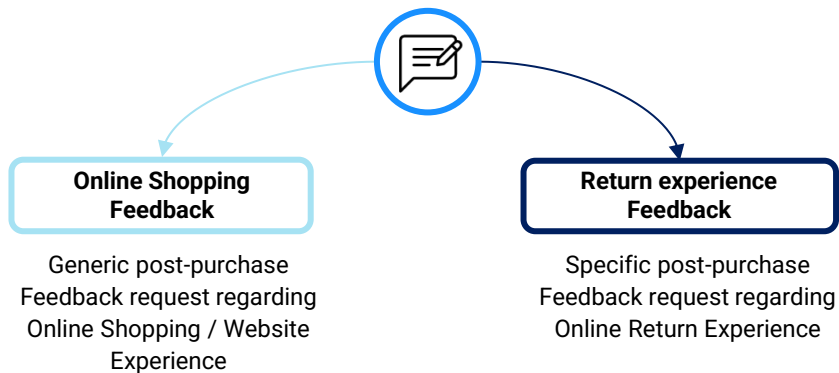 Online Shopping
Feedback
Generic post-purchase
Feedback request regarding
Online Shopping / Website
Experience
Return experience
Feedback
Specific post-purchase
Feedback request regarding
Online Return Experience